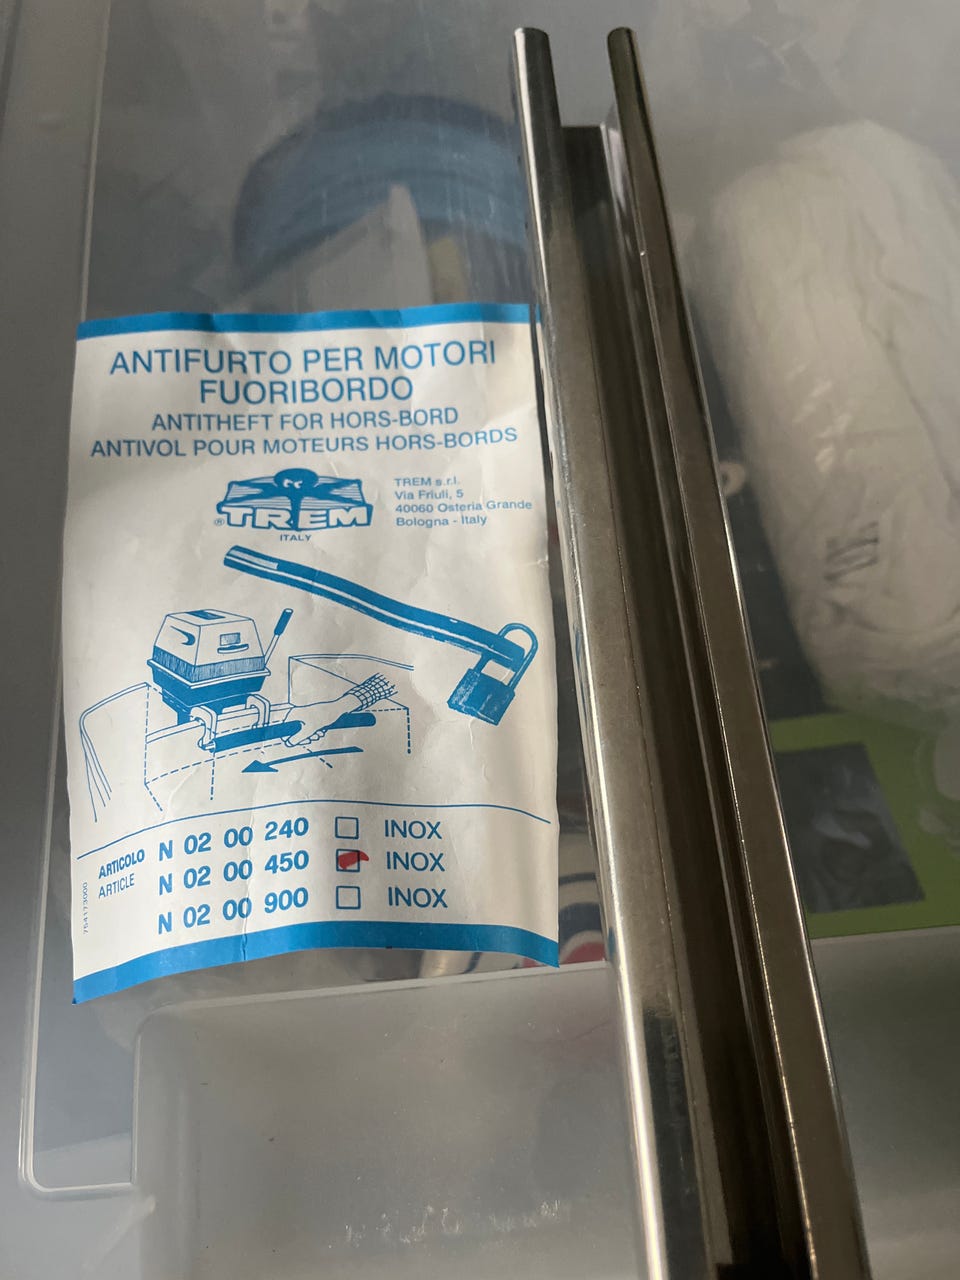 ANTIFURTO PER MOTORI
FUORIBORDO
ANTITHEFT FOR HORS-BORD
ANTIVOL POUR MOTEURS HORS-BORDS
® TREM
ITALY
TREM s.r.l.
Via Friuli, 5
40060 Osteria Grande
Bologna - Italy
ARTICOLO
ARTICLE
N 02 00 240 INOX
N 02 00 450 INOX
N 02 00 900 INOX
754173000